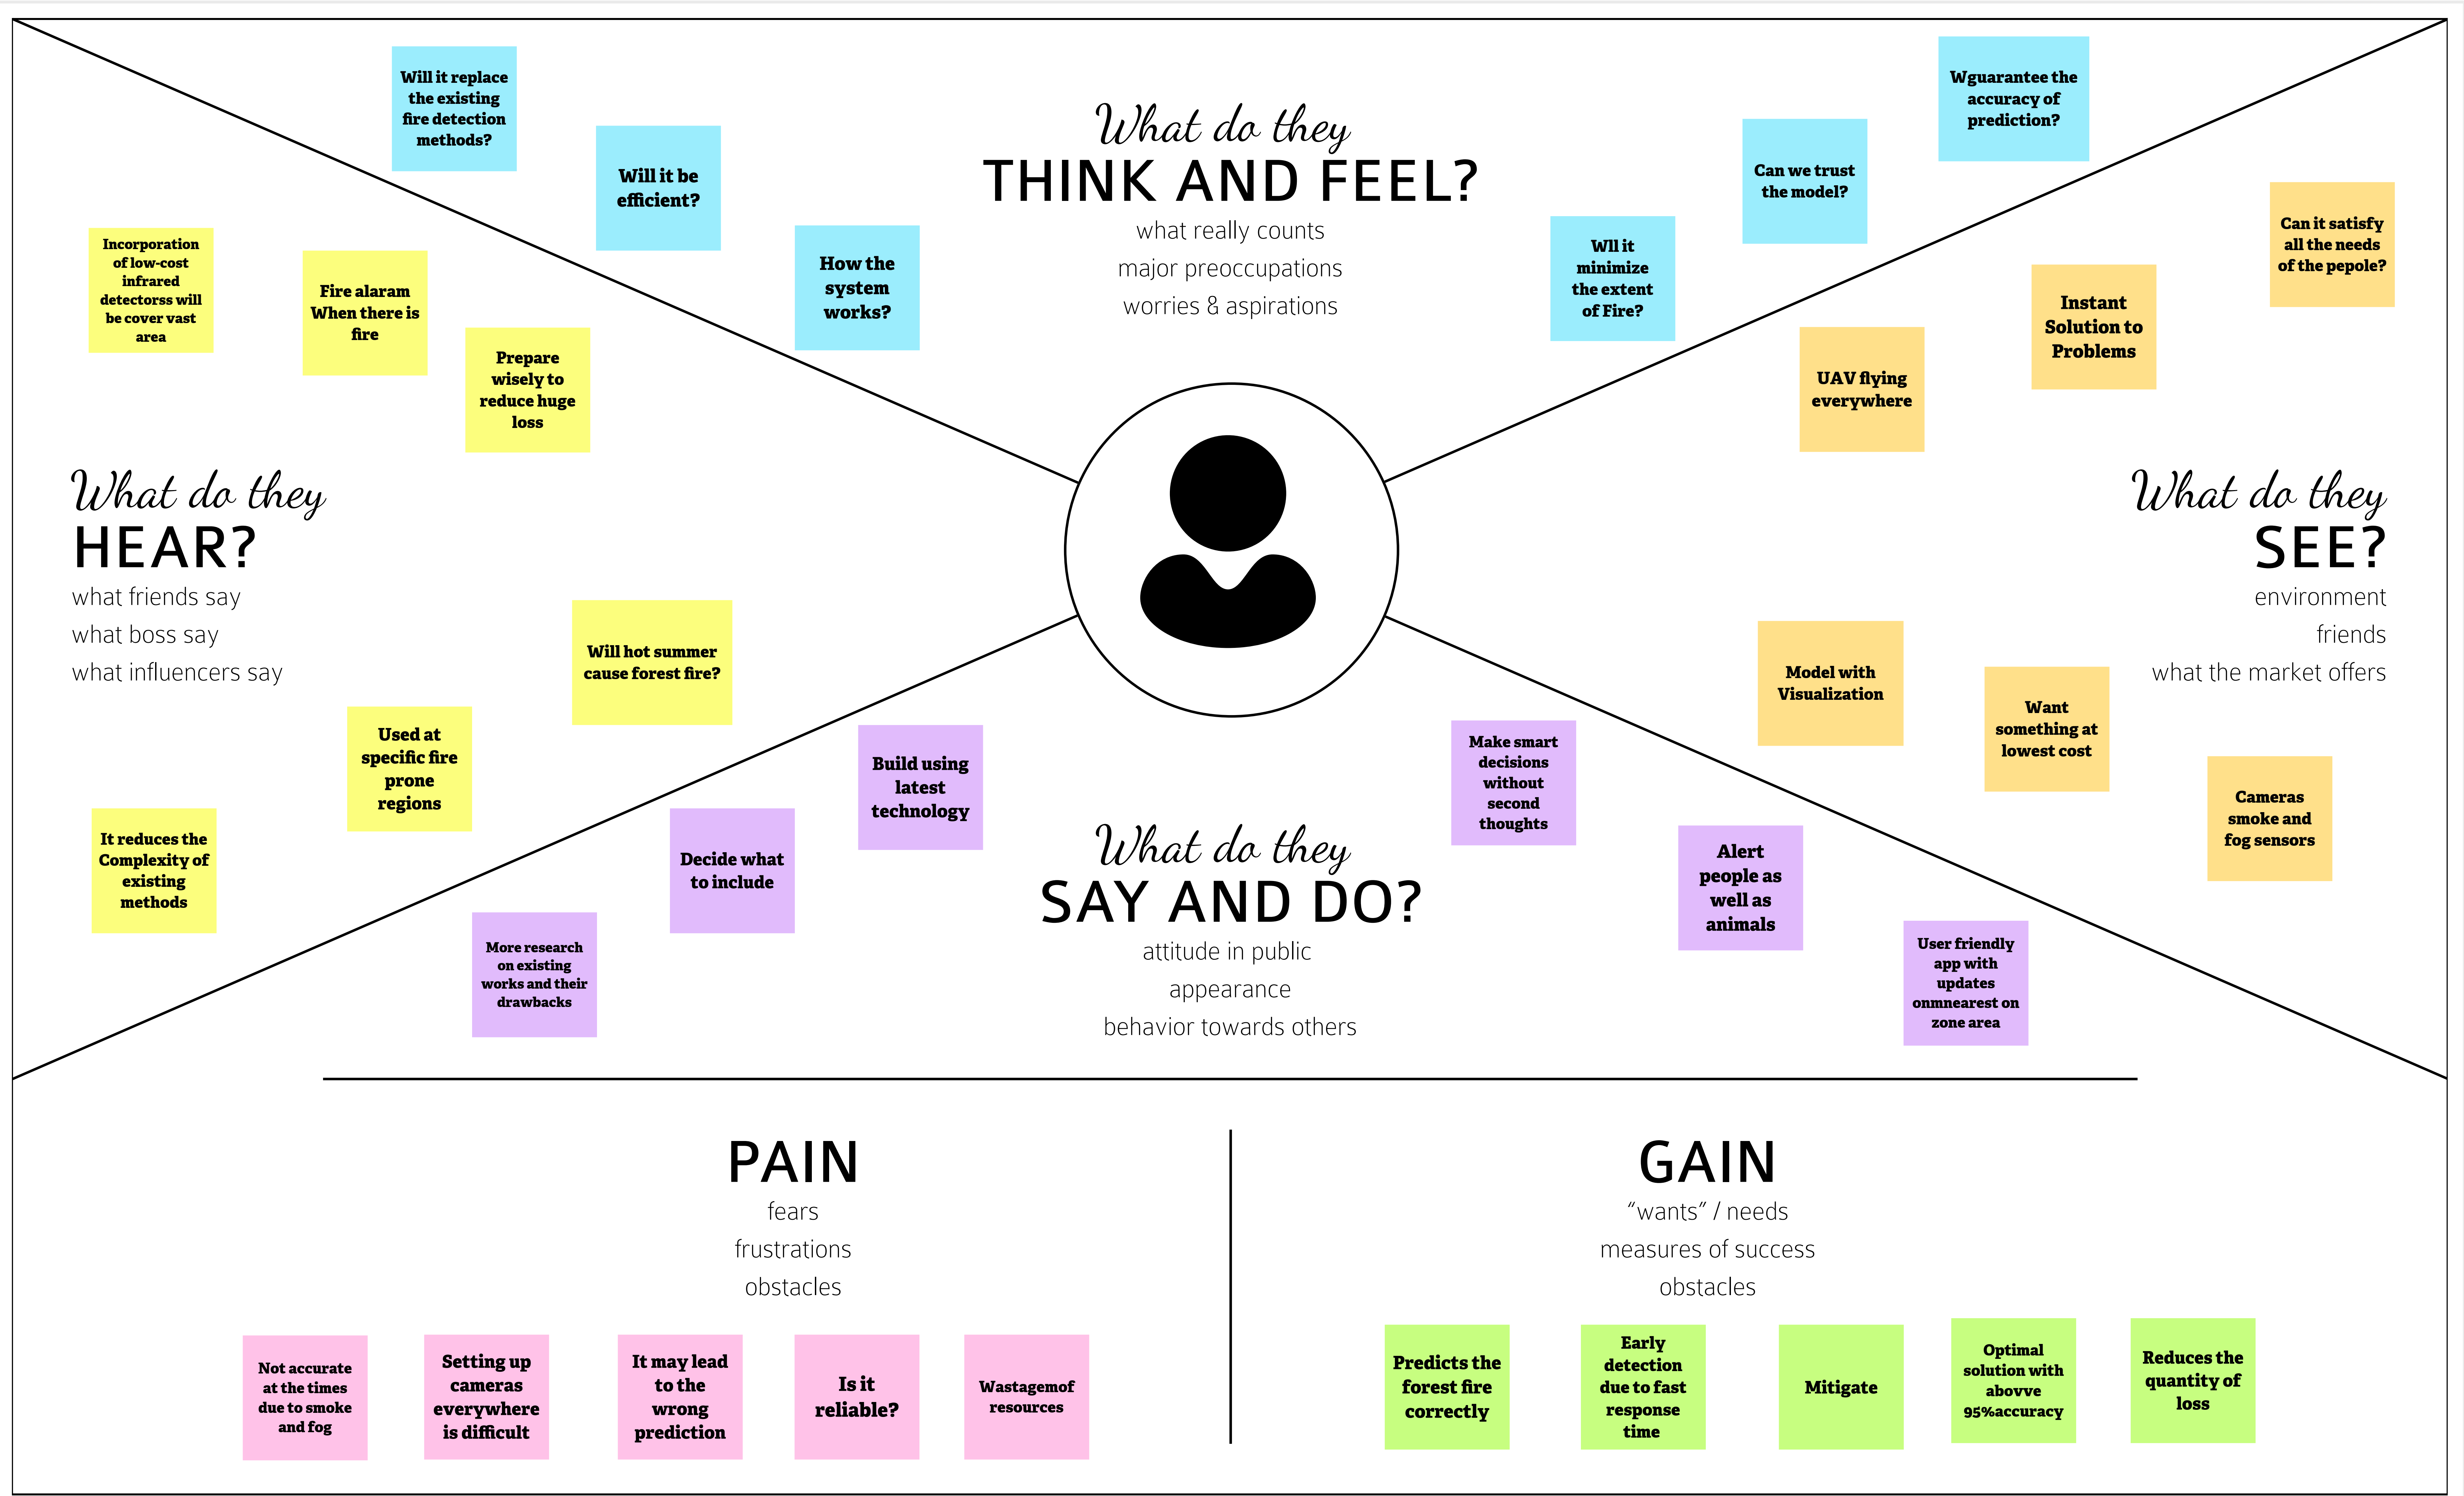 Will it replace
the existing
fire detection
methods?
Will it be
efficient?
How the
system
works?
What do they
THINK AND FEEL?
what really counts
major preoccupations
worries & aspirations
Wguarantee the
accuracy of
prediction?
Can we trust
the model?
Wll it
minimize
the extent
of Fire?
Incorporation
of low-cost
infrared
detectorss will
be cover vast
area
Fire alaram
When there is
fire
Prepare
wisely to
reduce huge
loss
What do they
HEAR?
what friends say
what boss say
what influencers say
Will hot summer
cause forest fire?
Used at
specific fire
prone
regions
It reduces the
Complexity of
existing
methods
Can it satisfy
all the needs
of the pepole?
Instant
Solution to
Problems
UAV flying
everywhere
What do they
SEE?
environment
friends
what the market offers
Model with
Visualization
Want
something at
lowest cost
Cameras
smoke and
fog sensors
Build using
latest
technology
Decide what
to include
More research
on existing
works and their
drawbacks
What do they
SAY AND DO?
attitude in public
appearance
behavior towards others
Make smart
decisions
without
second
thoughts
Alert
people as
well as
animals
User friendly
app with
updates
onmnearest on
zone area
PAIN
fears
frustrations
obstacles
Not accurate
at the times
due to smoke
and fog
Setting up
cameras
everywhere
is difficult
It may lead
to the
wrong
prediction
Is it
reliable?
Wastagemof
resources
GAIN
“wants” / needs
measures of success
obstacles
Predicts the
forest fire
correctly
Early
detection
due to fast
response
time
Mitigate
Optimal
solution with
abovve
95%accuracy
Reduces the
quantity of
loss